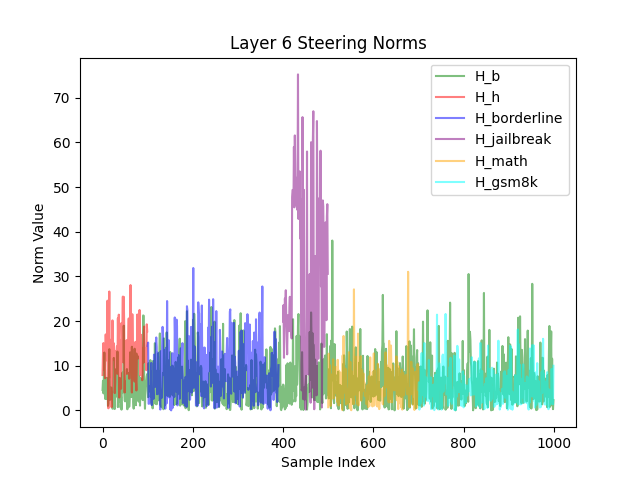 Layer 6 Steering Norms
H_b
H_h
H_borderline
H_jailbreak
H_math
H_gsm8k
Norm Value
70
60
50
40
30
20
10
0
0 200 400 600 800 1000
Sample Index